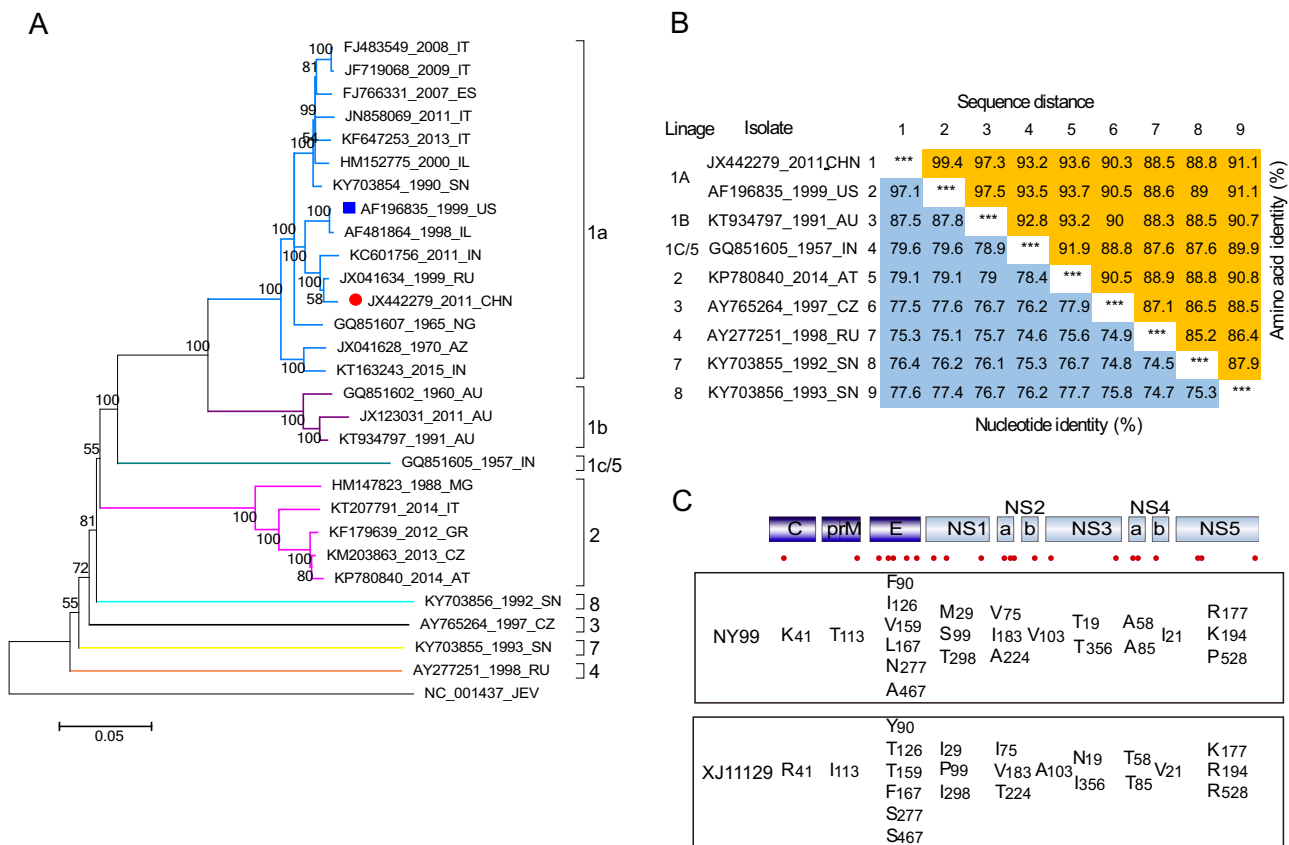 A
100
FJ483549_2008_IT
81
JF719068_2009_IT
FJ766331_2007_ES
99
JN858069_2011_IT
54
KF647253_2013_IT
100
HM152775_2000_IL
KY703854_1990_SN
100
AF196835_1999_US
100
AF481864_1998_IL
100
KC601756_2011_IN
100
JX041634_1999_RU
58
JX442279_2011_CHN
100
GQ851607_1965_NG
JX041628_1970_AZ
100
KT163243_2015_IN
1a
100
GQ851602_1960_AU
100
JX123031_2011_AU
100
KT934797_1991_AU
1b
100
GQ851605_1957_IN
1c/5
55
HM147823_1988_MG
100
KT207791_2014_IT
100
KF179639_2012_GR
100
KM203863_2013_CZ
80
KP780840_2014_AT
2
81
KY703856_1992_SN
8
72
AY765264_1997_CZ
3
55
KY703855_1993_SN
7
AY277251_1998_RU
4
NC_001437_JEV
0.05
B
Sequence distance
Linage Isolate 1 2 3 4 5 6 7 8 9
1A
JX442279_2011_CHN 1 *** 99.4 97.3 93.2 93.6 90.3 88.5 88.8 91.1
AF196835_1999_US 2 97.1 *** 97.5 93.5 93.7 90.5 88.6 89 91.1
1B KT934797_1991_AU 3 87.5 87.8 *** 92.8 93.2 90 88.3 88.5 90.7
1C/5 GQ851605_1957_IN 4 79.6 79.6 78.9 *** 91.9 88.8 87.6 87.6 89.9
2 KP780840_2014_AT 5 79.1 79.1 79 78.4 *** 90.5 88.9 88.8 90.8
3 AY765264_1997_CZ 6 77.5 77.6 76.7 76.2 77.9 *** 87.1 86.5 88.5
4 AY277251_1998_RU 7 75.3 75.1 75.7 74.6 75.6 74.9 *** 85.2 86.4
7 KY703855_1992_SN 8 76.4 76.2 76.1 75.3 76.7 74.8 74.5 *** 87.9
8 KY703856_1993_SN 9 77.6 77.4 76.7 76.2 77.7 75.8 74.7 75.3 ***
Nucleotide identity (%)
Amino acid identity (%)
C
NS2 NS4
C prM E NS1 a b NS3 a b NS5
NY99
K41
T113
F90
I126
V159
L167
N277
A467
M29
S99
T298
V75
I183
A224
V103
T19
T356
A58
A85
I21
R177
K194
P528
XJ11129
R41
I113
Y90
T126
T159
F167
S277
S467
I29
P99
I298
I75
V183
T224
A103
N19
I356
T58
T85
V21
K177
R194
R528